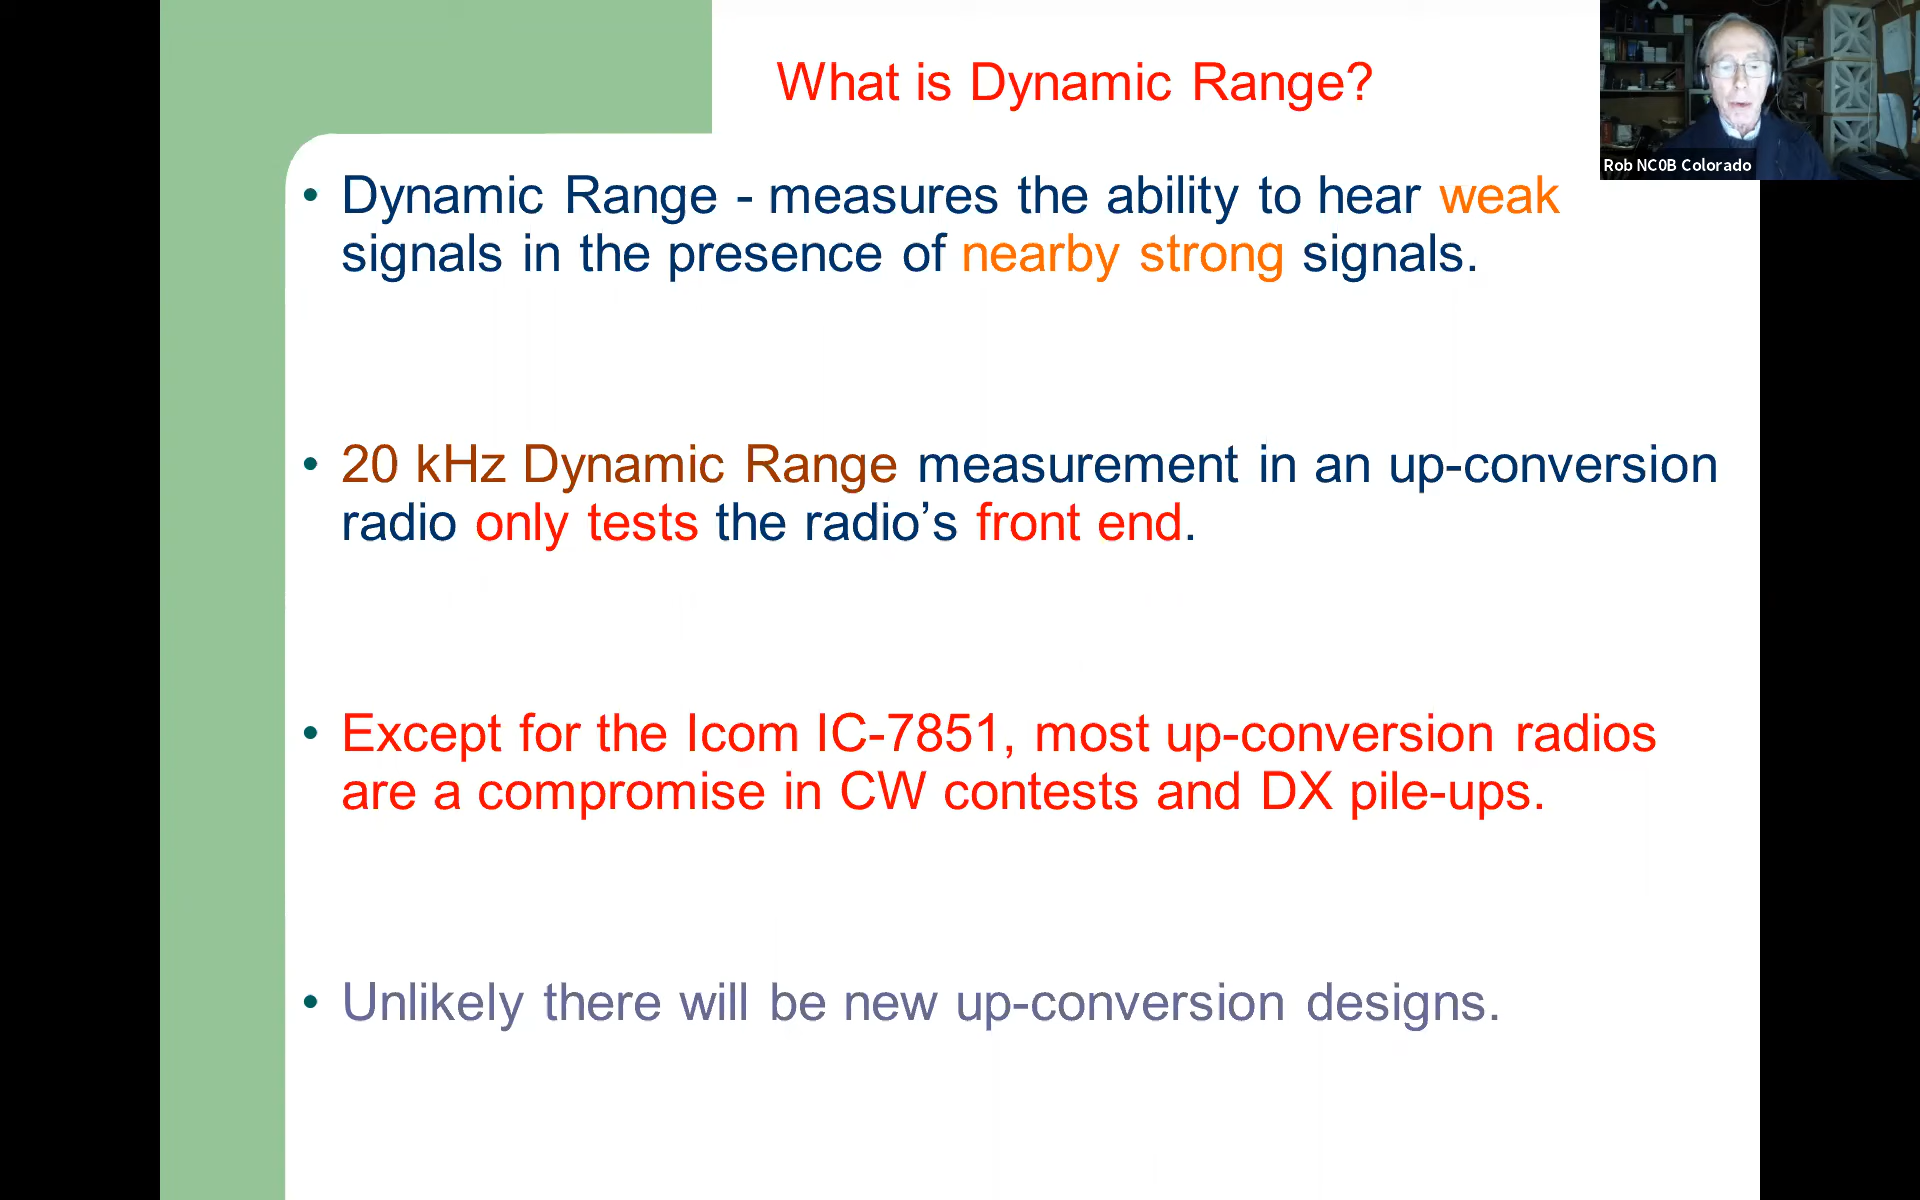 What is Dynamic Range?
Rob NC0B Colorado
• Dynamic Range - measures the ability to hear weak
signals in the presence of nearby strong signals.
• 20 kHz Dynamic Range measurement in an up-conversion
radio only tests the radio’s front end.
• Except for the Icom IC-7851, most up-conversion radios
are a compromise in CW contests and DX pile-ups.
• Unlikely there will be new up-conversion designs.